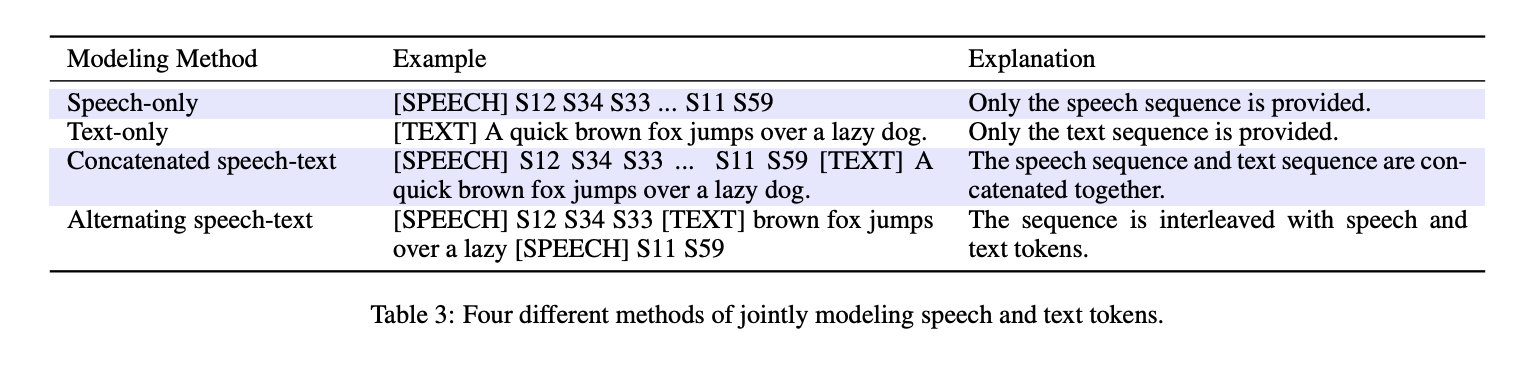 Modeling Method Example Explanation
Speech-only [SPEECH] S12 S34 S33 ... S11 S59 Only the speech sequence is provided.
Text-only [TEXT] A quick brown fox jumps over a lazy dog. Only the text sequence is provided.
Concatenated speech-text [SPEECH] S12 S34 S33 ... S11 S59 [TEXT] A The speech sequence and text sequence are con-
quick brown fox jumps over a lazy dog. catenated together.
Alternating speech-text [SPEECH] S12 S34 S33 [TEXT] brown fox jumps The sequence is interleaved with speech and
over a lazy [SPEECH] S11 S59 text tokens.
Table 3: Four different methods of jointly modeling speech and text tokens.